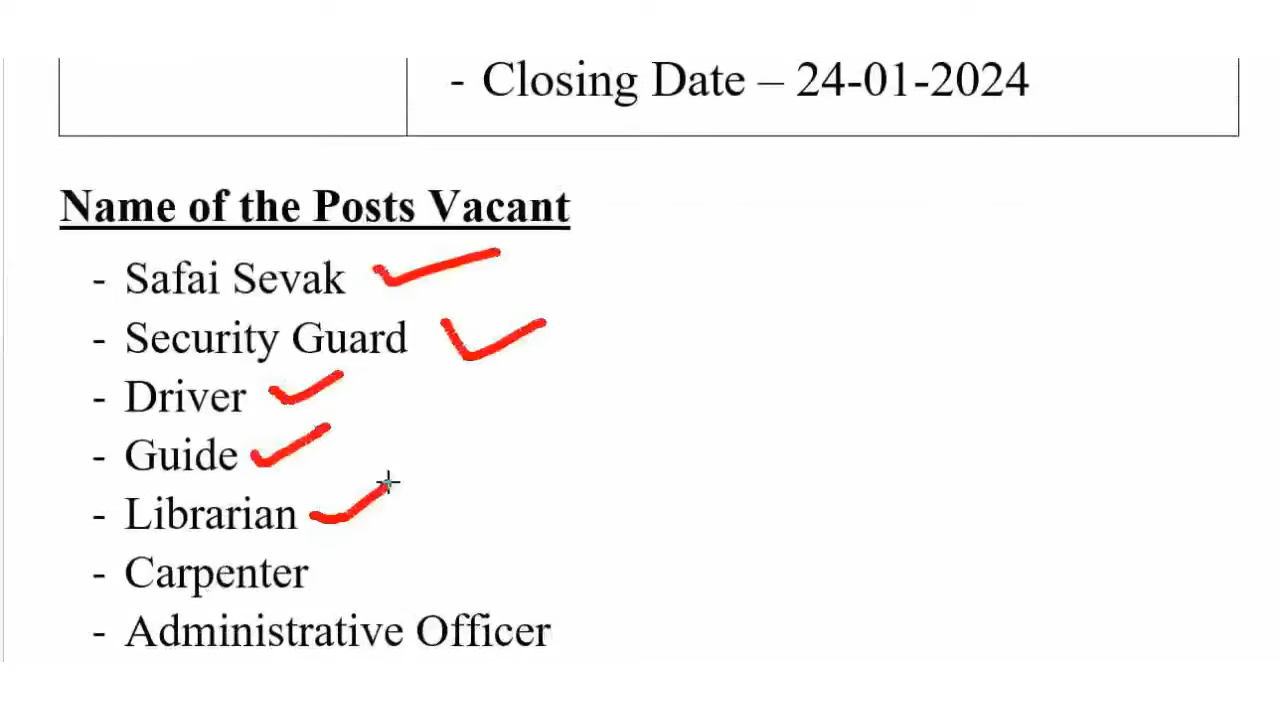 - Closing Date – 24-01-2024
Name of the Posts Vacant
- Safai Sevak
- Security Guard
- Driver
- Guide
- Librarian
- Carpenter
- Administrative Officer